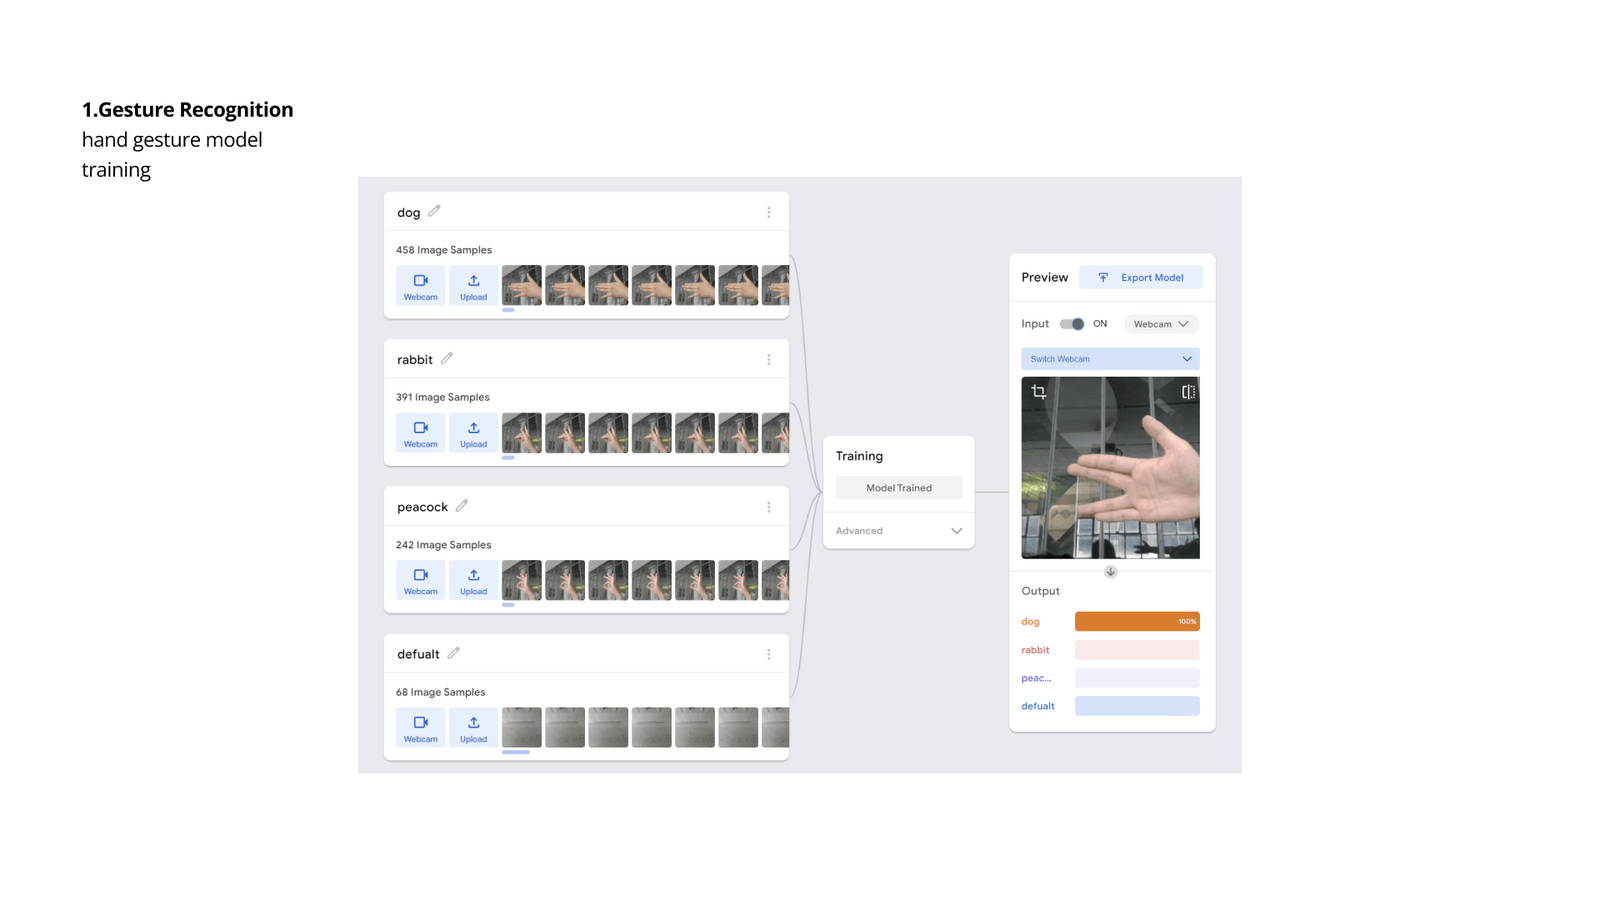 1.Gesture Recognition
hand gesture model
training
dog
458 Image Samples
Webcam
Upload
rabbit
391 Image Samples
Webcam
Upload
peacock
242 Image Samples
Webcam
Upload
defualt
68 Image Samples
Webcam
Upload
Training
Model Trained
Advanced
Preview
Export Model
Input
ON
Webcam
Switch Webcam
Output
dog
100%
rabbit
peac...
defualt